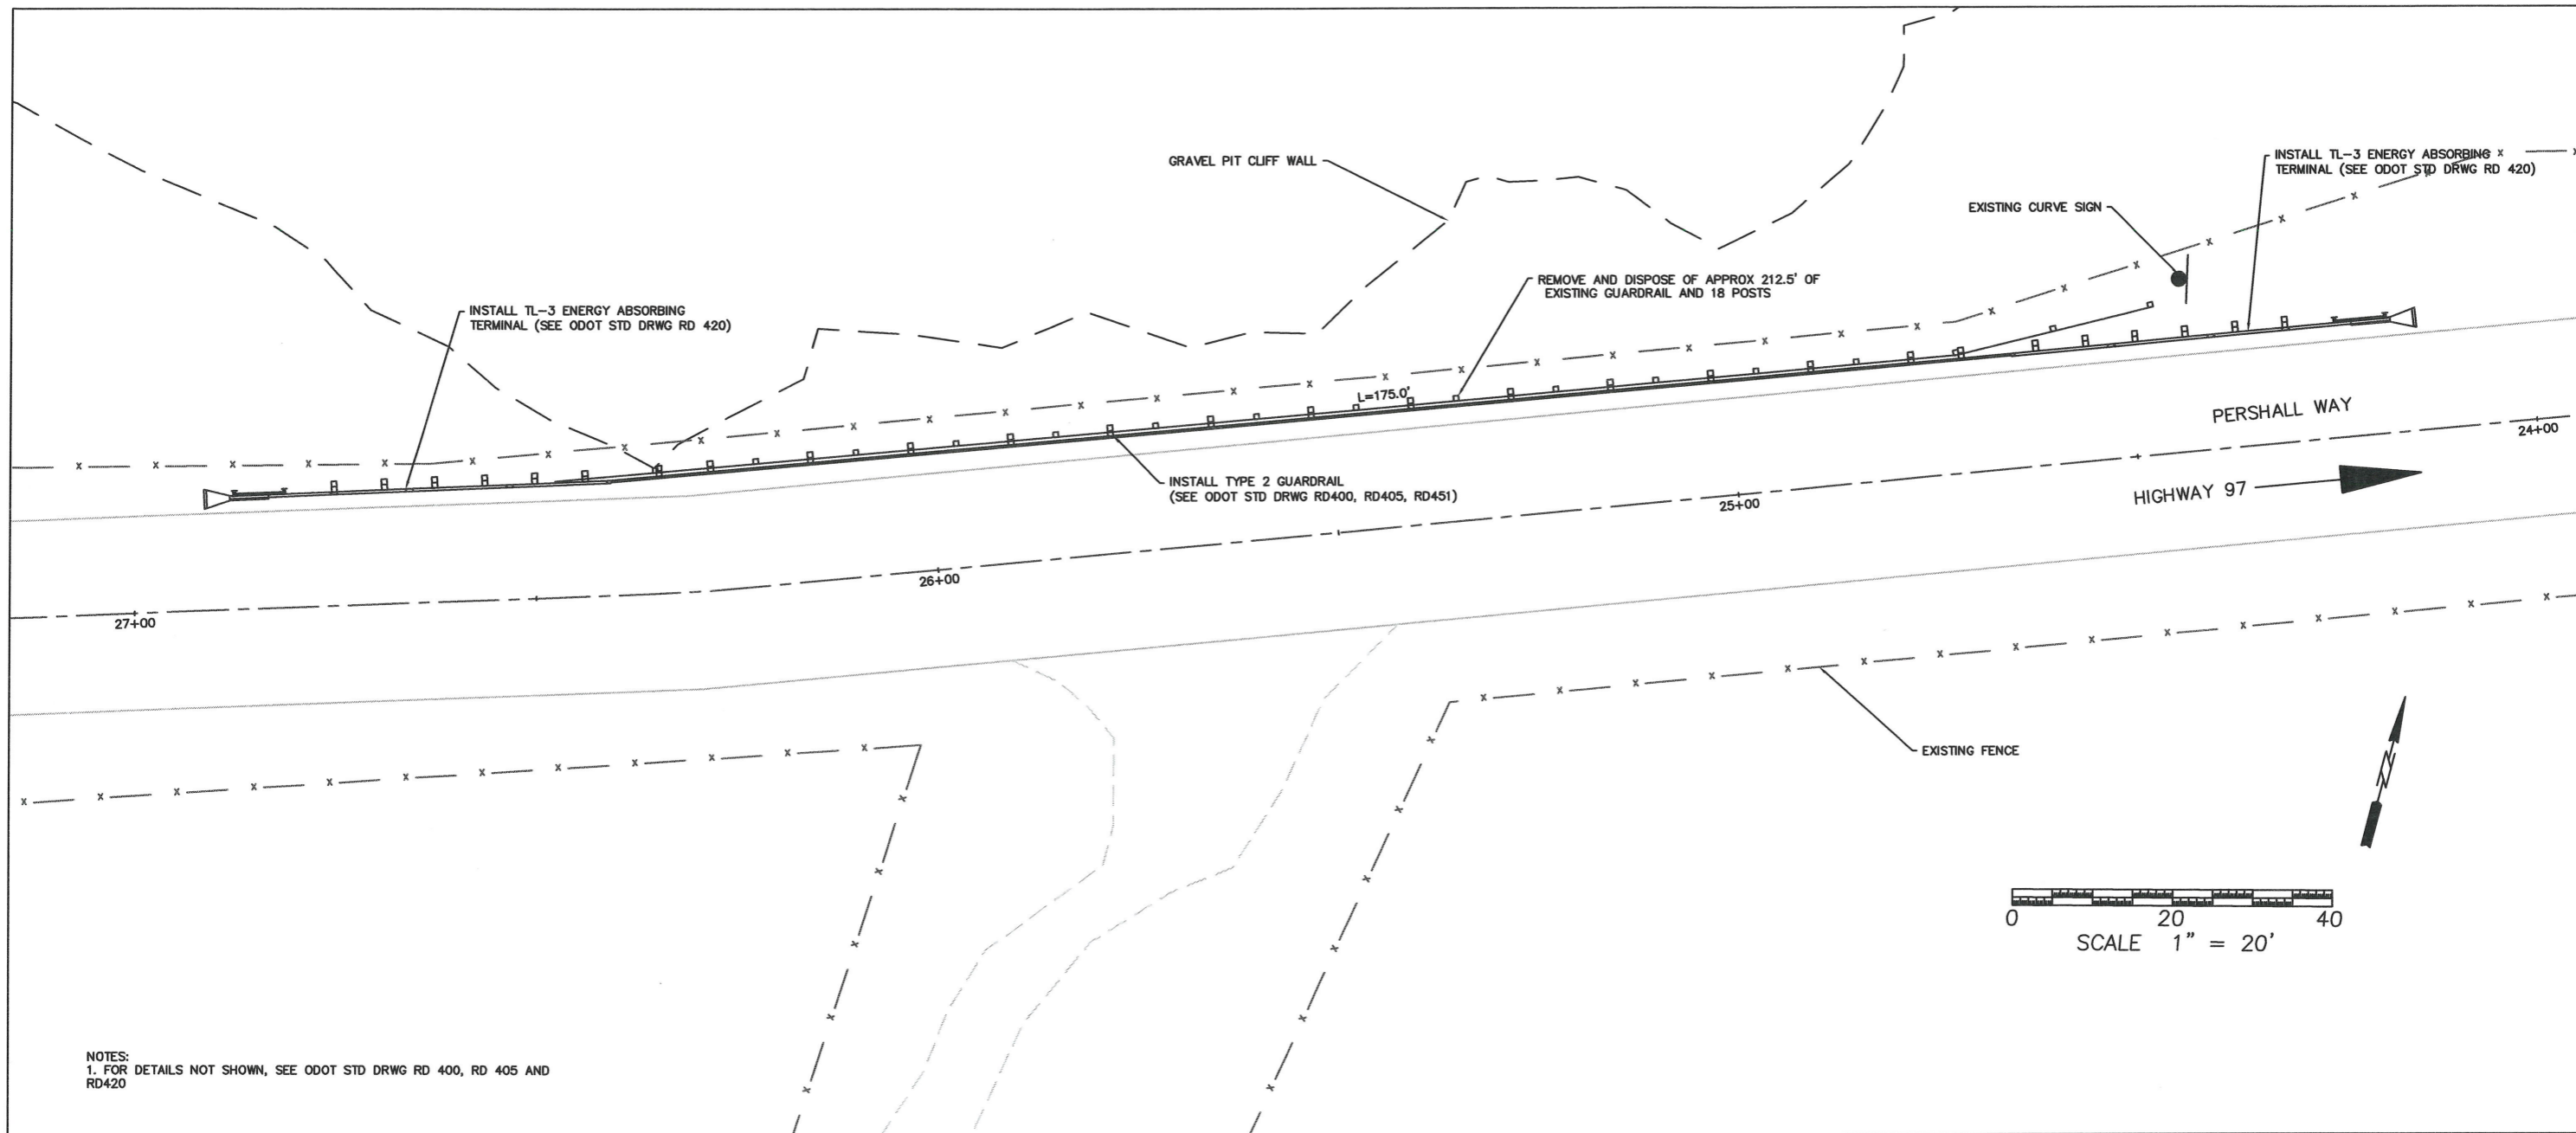 GRAVEL PIT CLIFF WALL
INSTALL TL-3 ENERGY ABSORBING
TERMINAL (SEE ODOT STD DRWG RD 420)
EXISTING CURVE SIGN
REMOVE AND DISPOSE OF APPROX 212.5' OF
EXISTING GUARDRAIL AND 18 POSTS
INSTALL TL-3 ENERGY ABSORBING
TERMINAL (SEE ODOT STD DRWG RD 420)
L=175.0'
PERSHALL WAY
24+00
INSTALL TYPE 2 GUARDRAIL
(SEE ODOT STD DRWG RD400, RD405, RD451)
HIGHWAY 97
25+00
26+00
27+00
EXISTING FENCE
N
0 20 40
SCALE 1" = 20'
NOTES:
1. FOR DETAILS NOT SHOWN, SEE ODOT STD DRWG RD 400, RD 405 AND
RD420